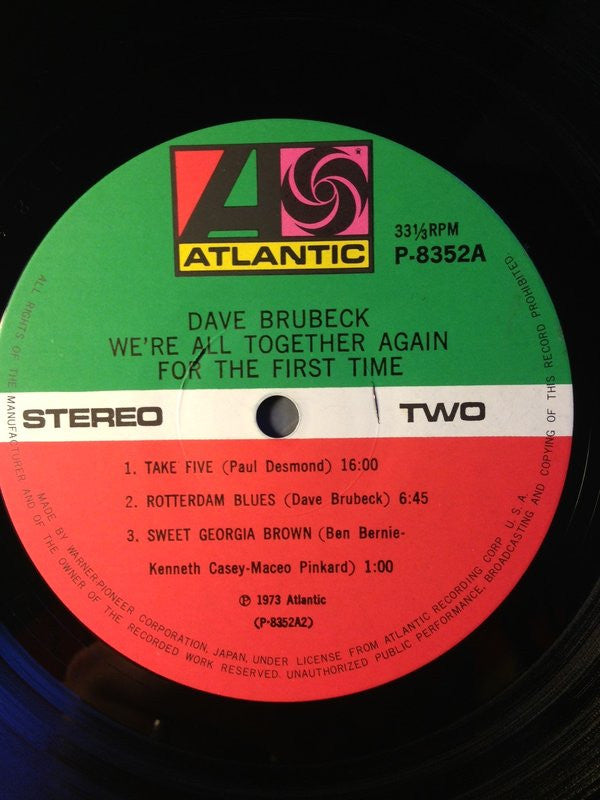 ATLANTIC
33⅓RPM
P-8352A
DAVE BRUBECK
WE'RE ALL TOGETHER AGAIN
FOR THE FIRST TIME
STEREO
TWO
1. TAKE FIVE (Paul Desmond) 16:00
2. ROTTERDAM BLUES (Dave Brubeck) 6:45
3. SWEET GEORGIA BROWN (Ben Bernie-
Kenneth Casey-Maceo Pinkard) 1:00
℗ 1973 Atlantic
(P-8352A2)
MADE BY WARNER-PIONEER CORPORATION, JAPAN, UNDER LICENSE FROM ATLANTIC RECORDING CORP. U.S.A.
ALL RIGHTS OF THE MANUFACTURER AND OF THE OWNER OF THE RECORDED WORK RESERVED. UNAUTHORIZED PUBLIC PERFORMANCE, BROADCASTING AND COPYING OF THIS RECORD PROHIBITED.